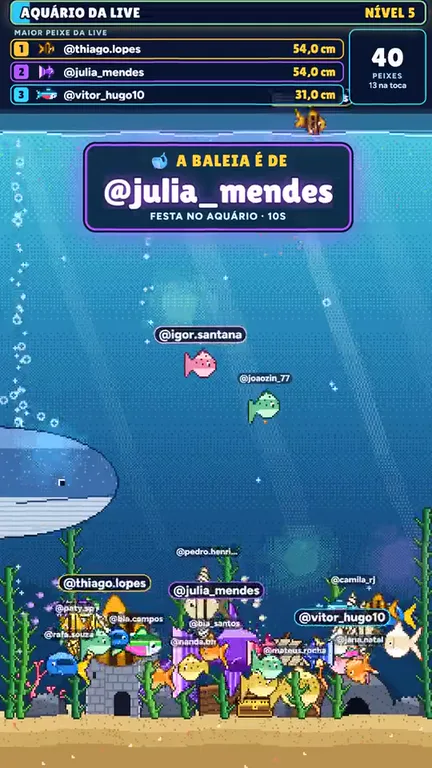 AQUÁRIO DA LIVE
NÍVEL 5
MAIOR PEIXE DA LIVE
1 @thiago.lopes 54,0 cm
2 @julia_mendes 54,0 cm
3 @vitor_hugo10 31,0 cm
40
PEIXES
13 na toca
A BALEIA É DE
@julia_mendes
FESTA NO AQUÁRIO · 10S
@igor.santana
@joaozin_77
@pedro.henri...
@thiago.lopes
@camila_rj
@julia_mendes
@paty.sp
@bia.campos
@vitor_hugo10
@bia_santos
@rafa.souza
@nanda.bh
@jana.natal
@mateus.rocha